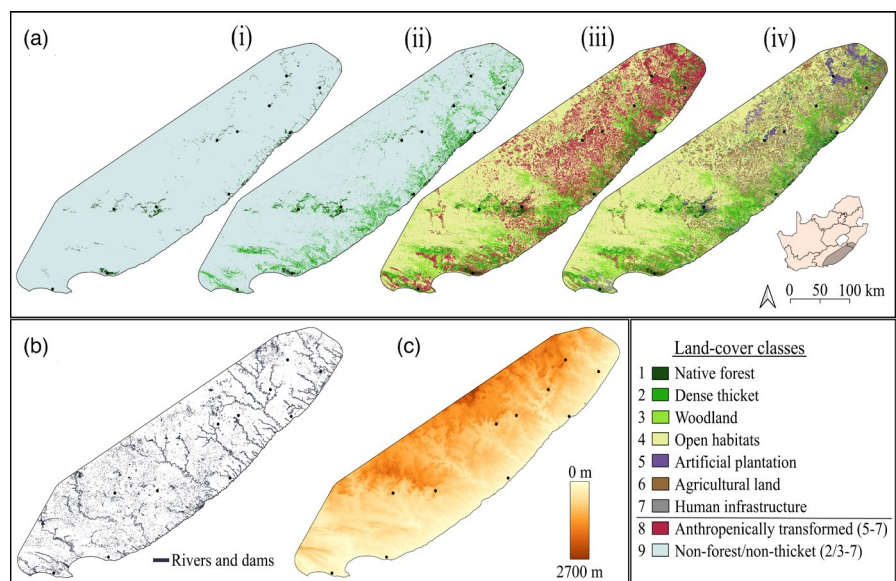 (a)
(i)
(ii)
(iii)
(iv)
0 50 100 km
(b)
Rivers and dams
(c)
0 m
2700 m
Land-cover classes
1 Native forest
2 Dense thicket
3 Woodland
4 Open habitats
5 Artificial plantation
6 Agricultural land
7 Human infrastructure
8 Anthropenically transformed (5-7)
9 Non-forest/non-thicket (2/3-7)